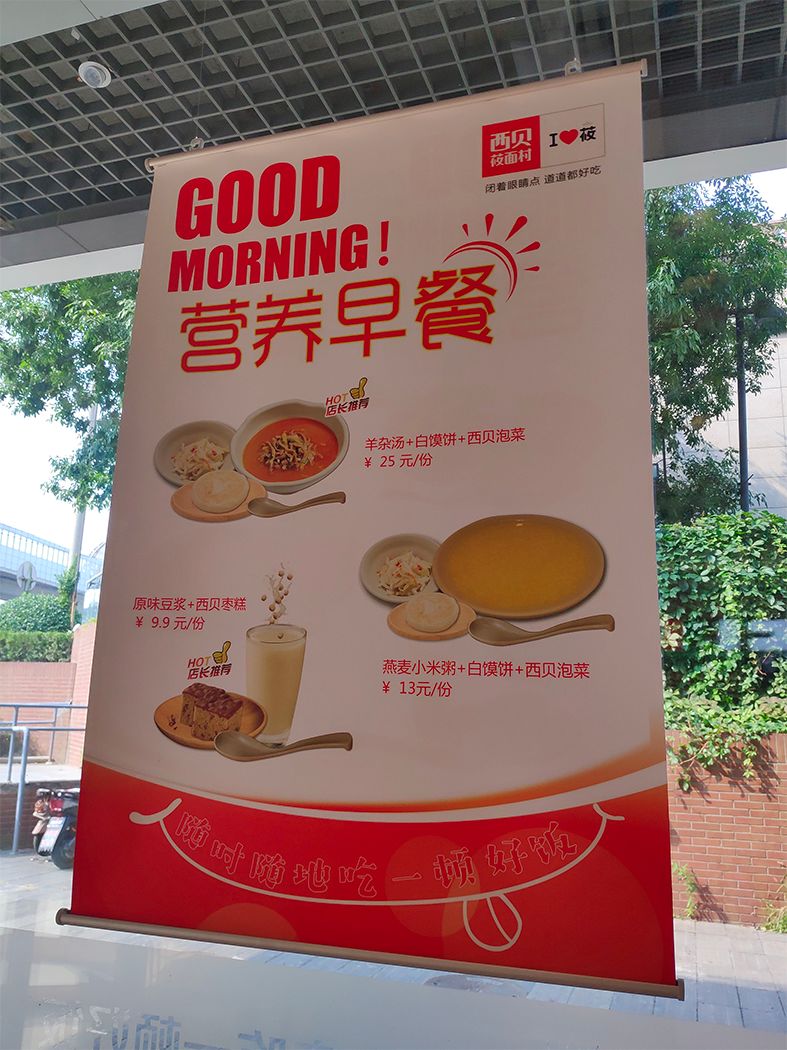 西贝
莜面村
I❤莜
闭着眼睛点 道道都好吃
GOOD
MORNING!
营养早餐
HOT
店长推荐
羊杂汤+白馍饼+西贝泡菜
¥ 25 元/份
原味豆浆+西贝枣糕
¥ 9.9 元/份
HOT
店长推荐
燕麦小米粥+白馍饼+西贝泡菜
¥ 13元/份
随时随地吃一顿好饭